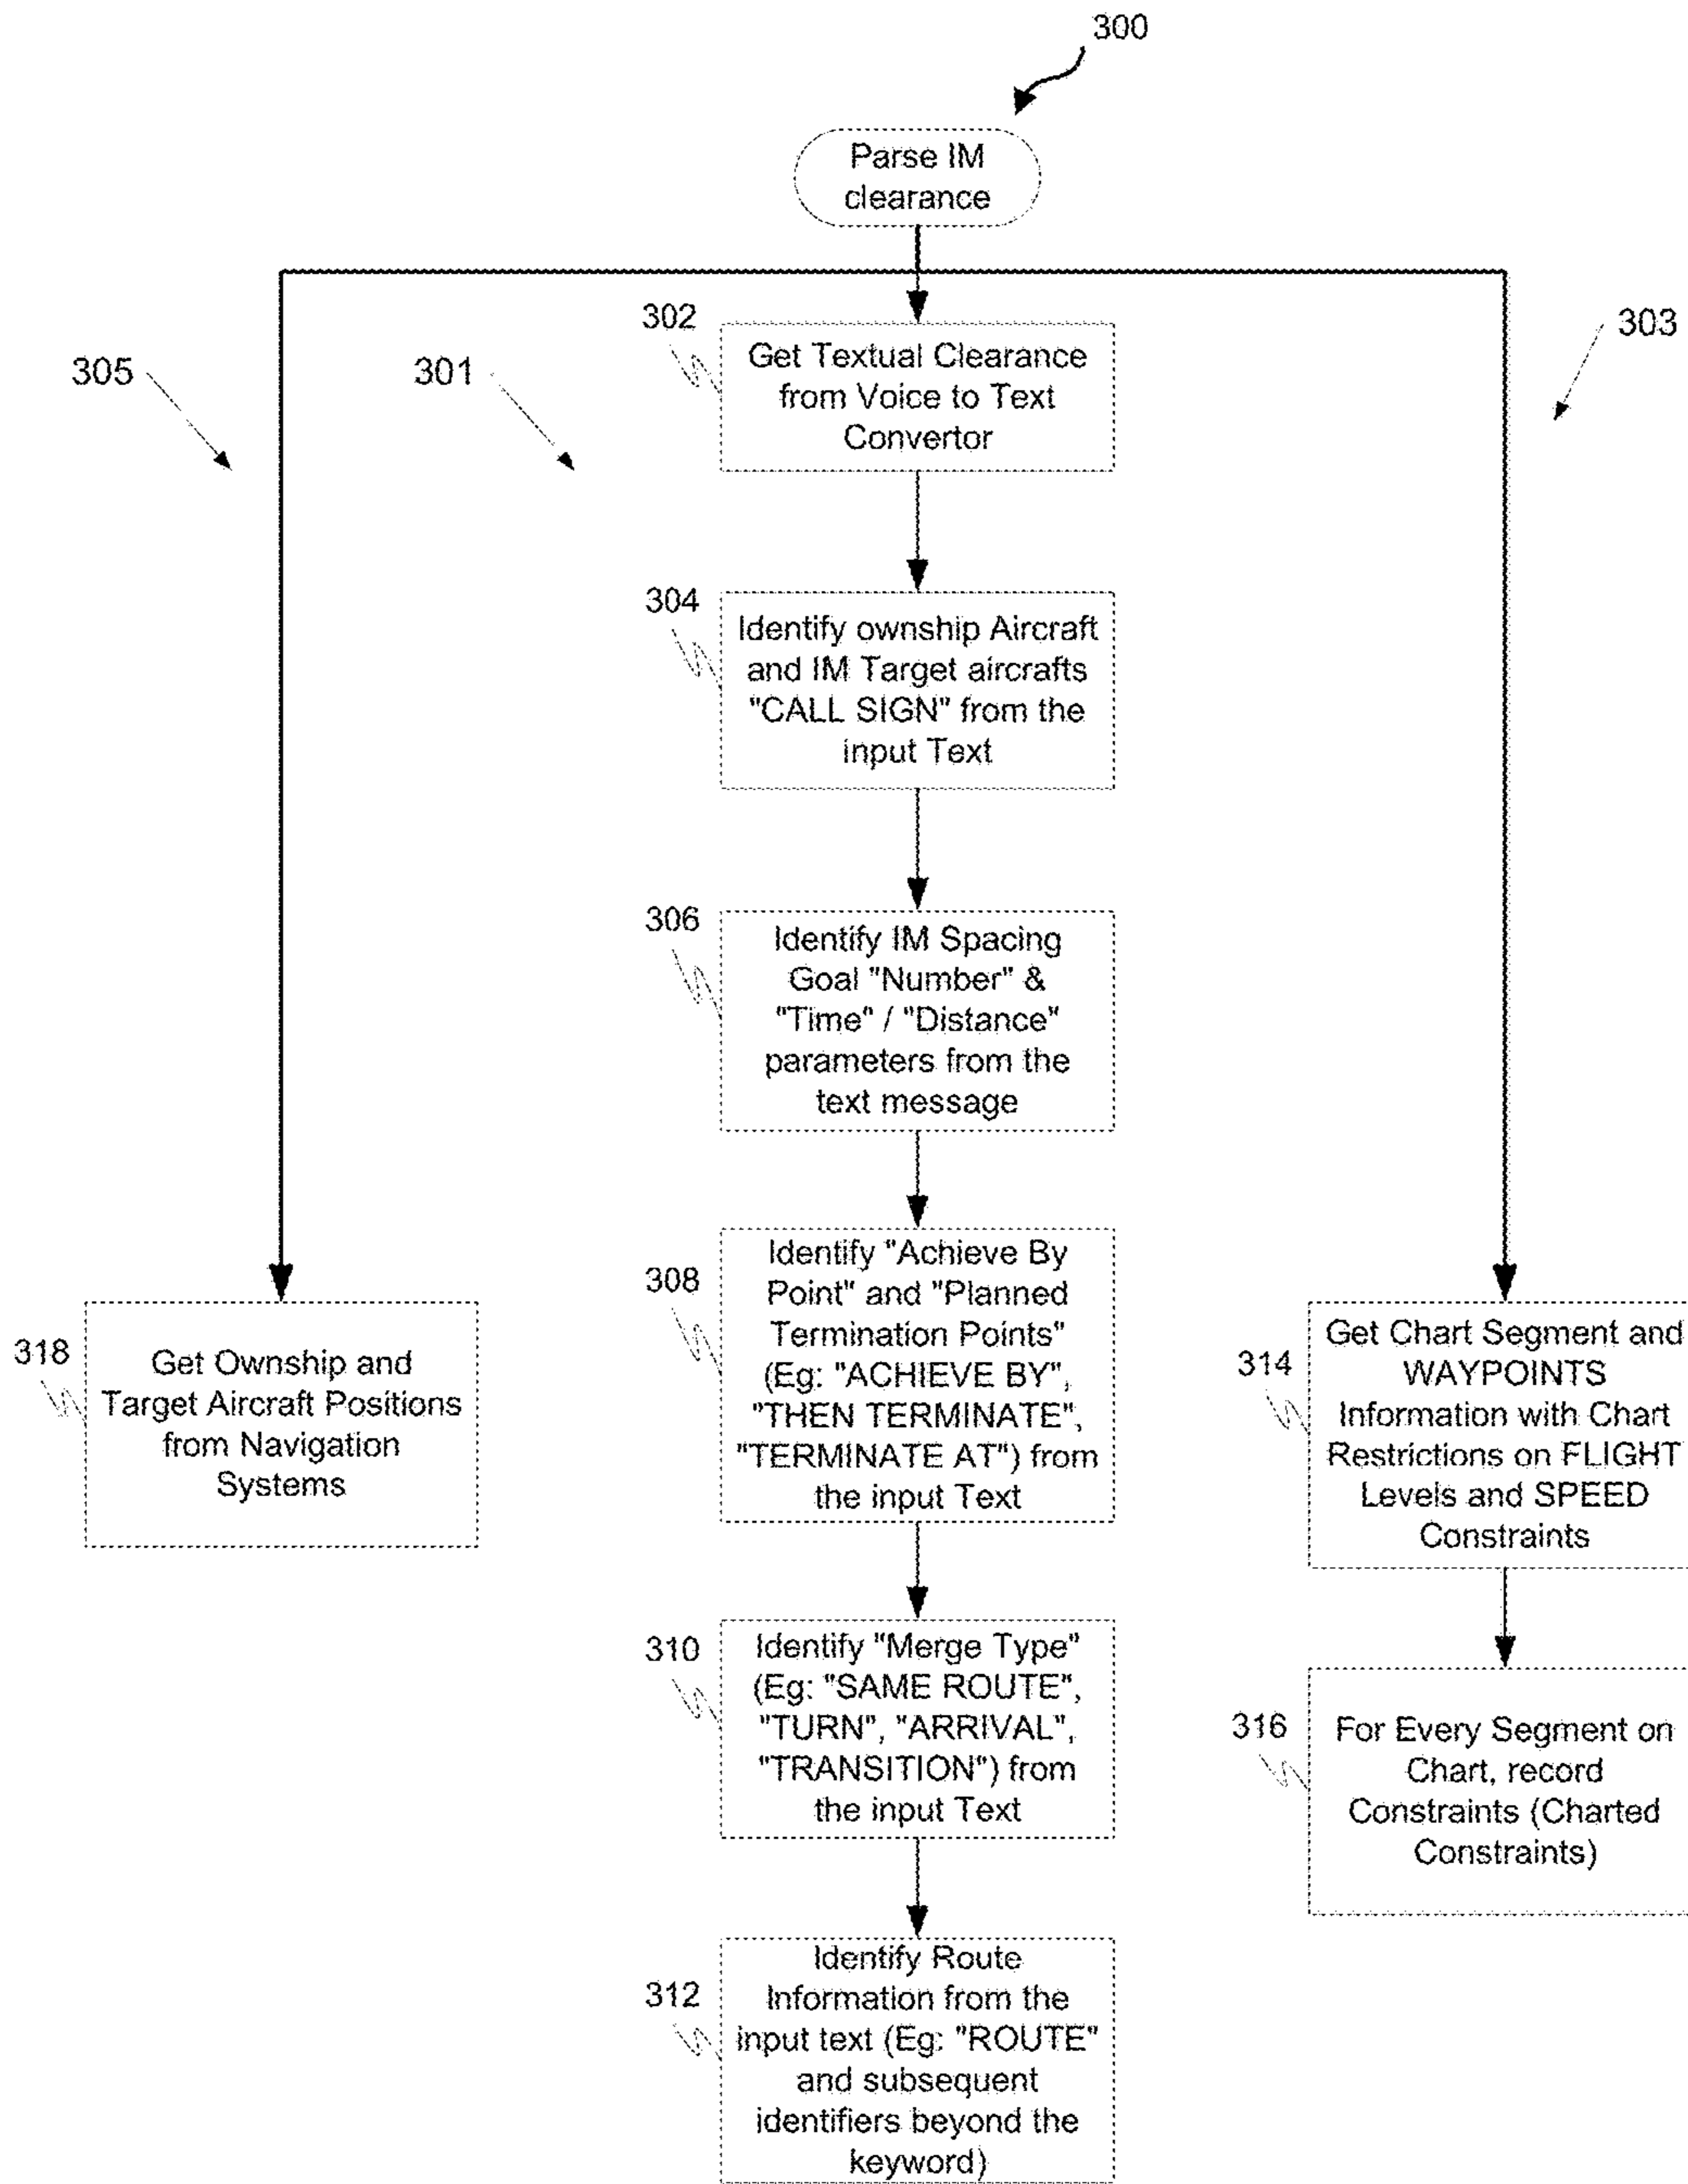 300
Parse IM
clearance
305
301
303
302
Get Textual Clearance
from Voice to Text
Convertor
304
Identify ownship Aircraft
and IM Target aircrafts
"CALL SIGN" from the
input Text
306
Identify IM Spacing
Goal "Number" &
"Time" / "Distance"
parameters from the
text message
308
Identify "Achieve By
Point" and "Planned
Termination Points"
(Eg: "ACHIEVE BY",
"THEN TERMINATE",
"TERMINATE AT") from
the input Text
310
Identify "Merge Type"
(Eg: "SAME ROUTE",
"TURN", "ARRIVAL",
"TRANSITION") from
the input Text
312
Identify Route
Information from the
input text (Eg: "ROUTE"
and subsequent
identifiers beyond the
keyword)
318
Get Ownship and
Target Aircraft Positions
from Navigation
Systems
314
Get Chart Segment and
WAYPOINTS
Information with Chart
Restrictions on FLIGHT
Levels and SPEED
Constraints
316
For Every Segment on
Chart, record
Constraints (Charted
Constraints)